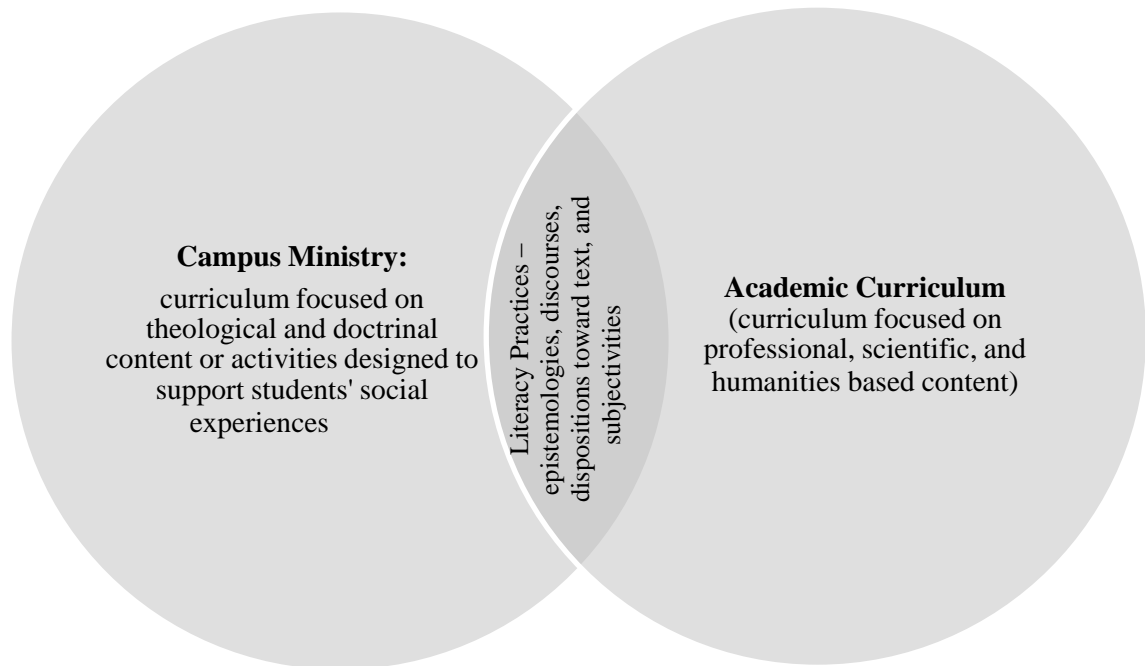 Campus Ministry:
curriculum focused on
theological and doctrinal
content or activities designed to
support students' social
experiences
Literacy Practices –
epistemologies, discourses,
dispositions toward text, and
subjectivities
Academic Curriculum
(curriculum focused on
professional, scientific, and
humanities based content)